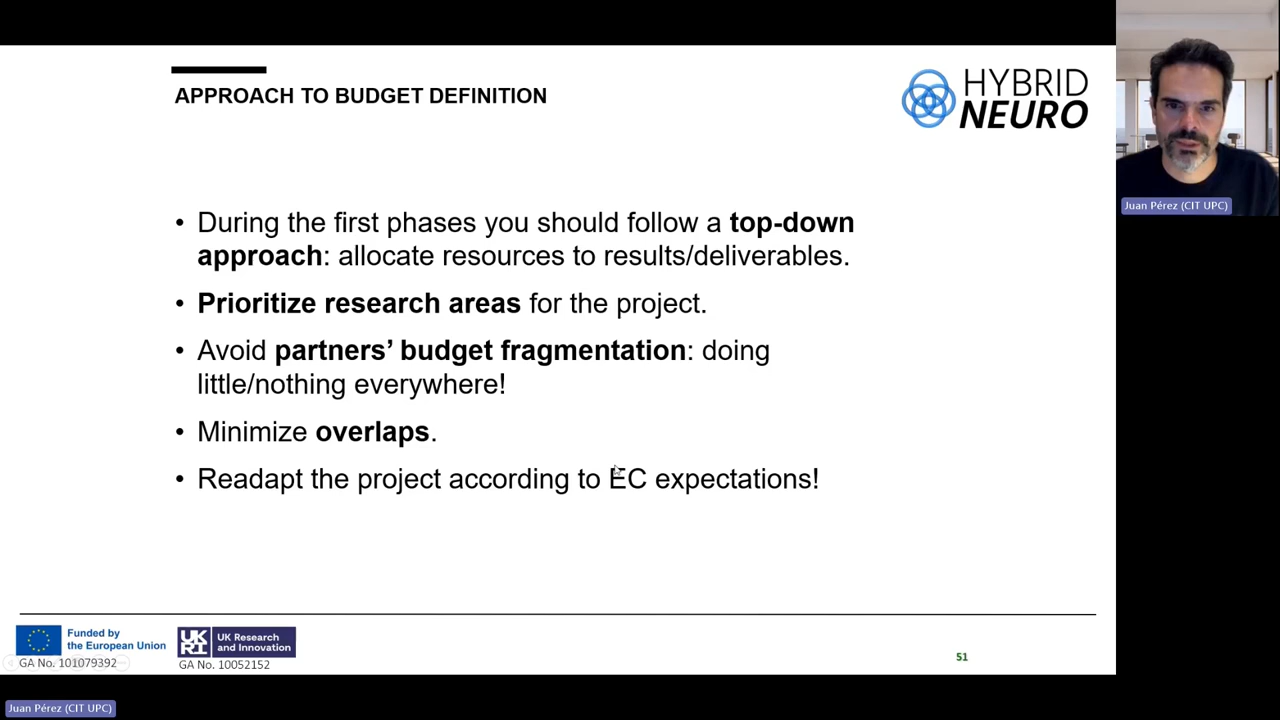 APPROACH TO BUDGET DEFINITION
HYBRID
NEURO
Juan Pérez (CIT UPC)
• During the first phases you should follow a top-down
approach: allocate resources to results/deliverables.
• Prioritize research areas for the project.
• Avoid partners’ budget fragmentation: doing
little/nothing everywhere!
• Minimize overlaps.
• Readapt the project according to EC expectations!
Funded by
the European Union
GA No. 101079392
UKRI
UK Research
and Innovation
GA No. 10052152
51
Juan Pérez (CIT UPC)